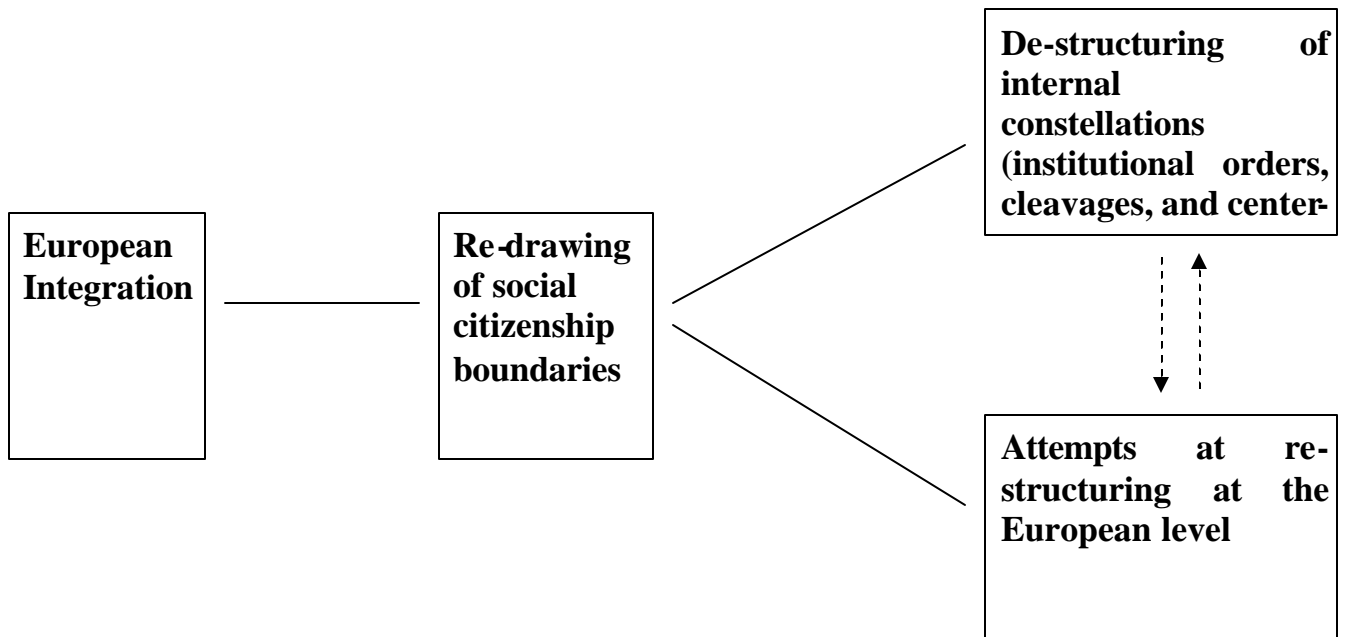 European
Integration
Re-drawing
of social
citizenship
boundaries
De-structuring of
internal
constellations
(institutional orders,
cleavages, and center-
Attempts at re-
structuring at the
European level